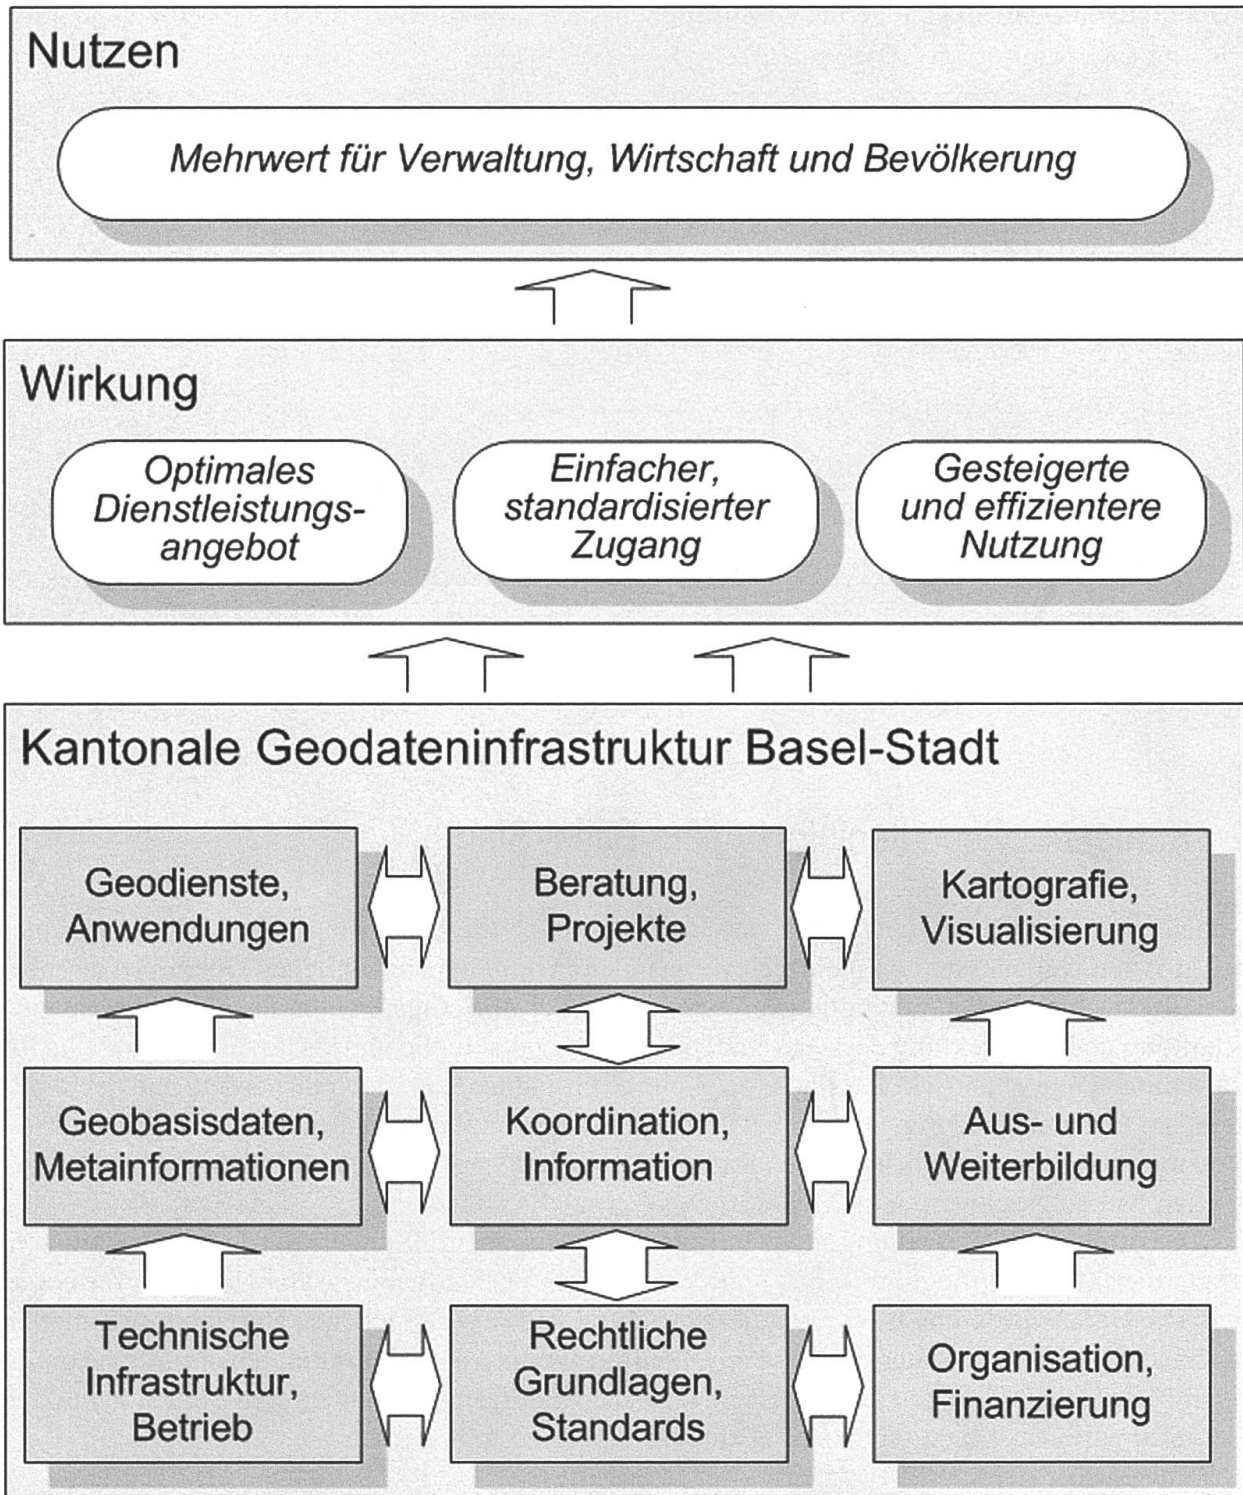 Nutzen
Mehrwert für Verwaltung, Wirtschaft und Bevölkerung
Wirkung
Optimales
Dienstleistungs-
angebot
Einfacher,
standardisierter
Zugang
Gesteigerte
und effizientere
Nutzung
Kantonale Geodateninfrastruktur Basel-Stadt
Geodienste,
Anwendungen
Beratung,
Projekte
Kartografie,
Visualisierung
Geobasisdaten,
Metainformationen
Koordination,
Information
Aus- und
Weiterbildung
Technische
Infrastruktur,
Betrieb
Rechtliche
Grundlagen,
Standards
Organisation,
Finanzierung